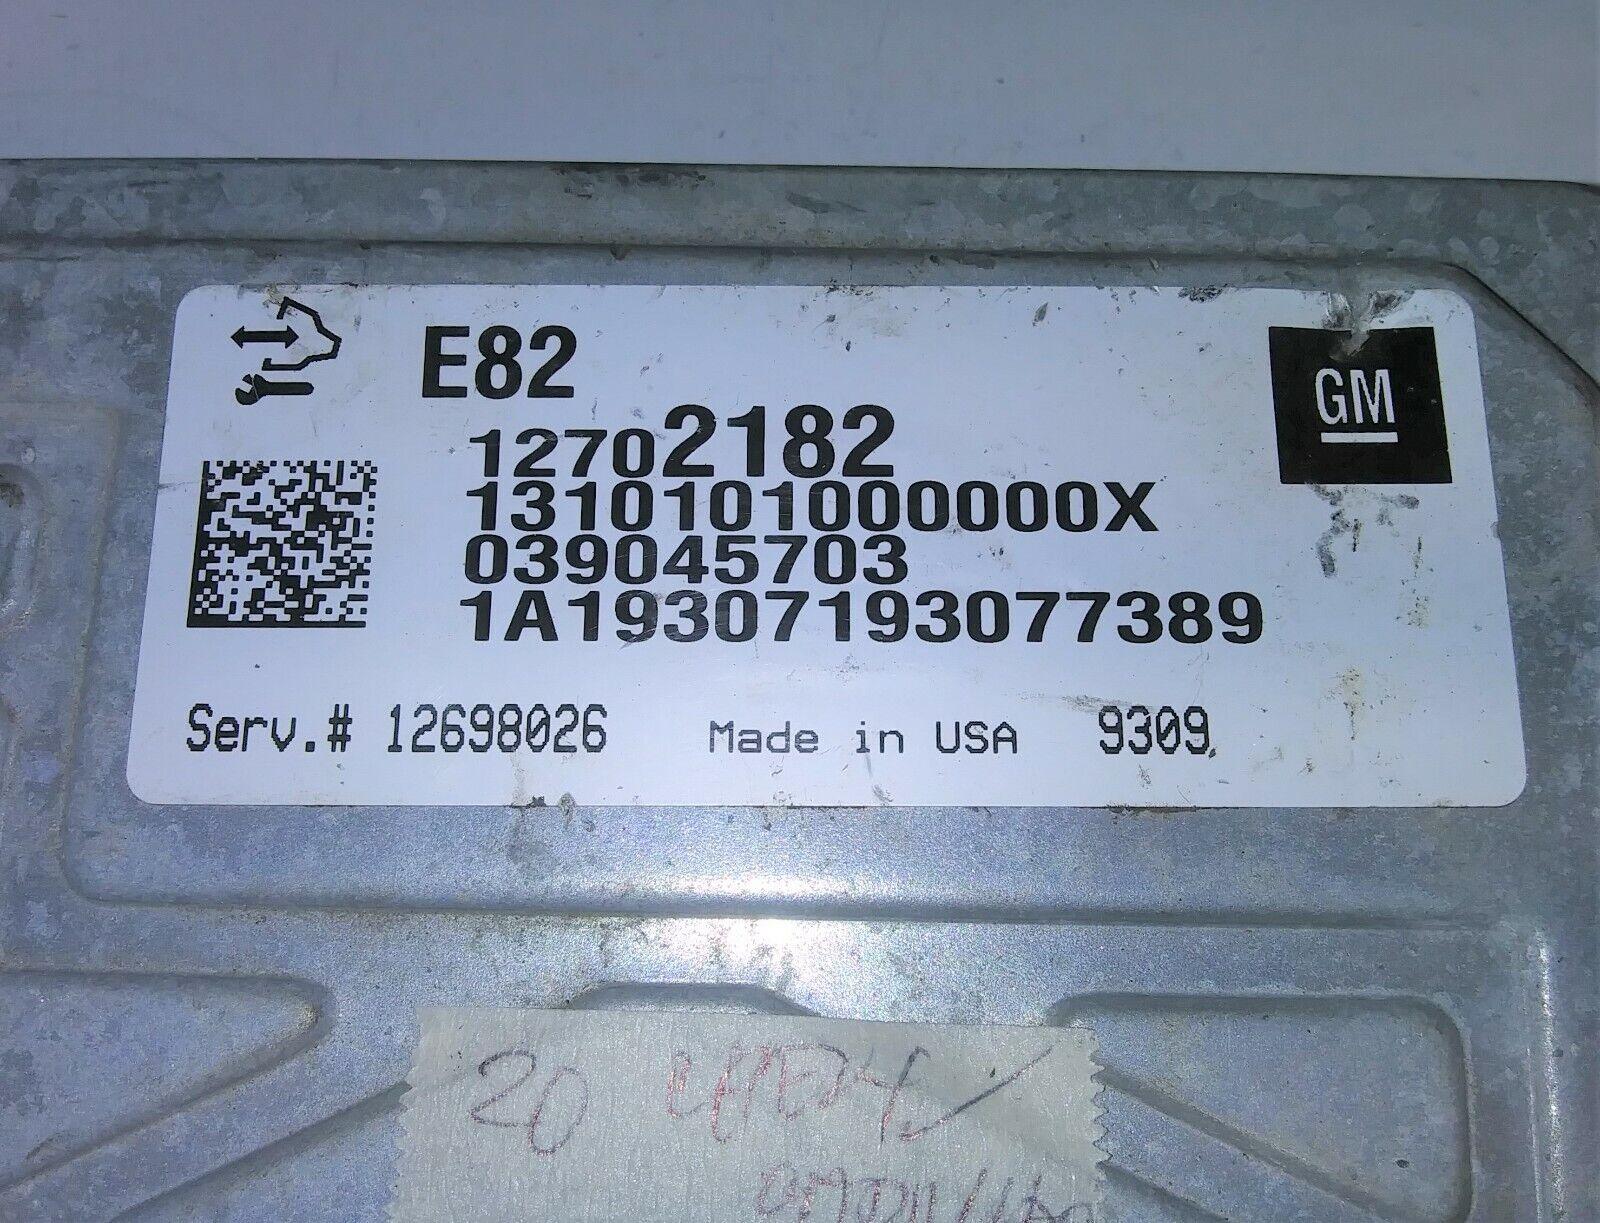 E82
GM
12702182
1310101000000X
039045703
1A19307193077389
Serv.# 12698026 Made in USA 9309
20